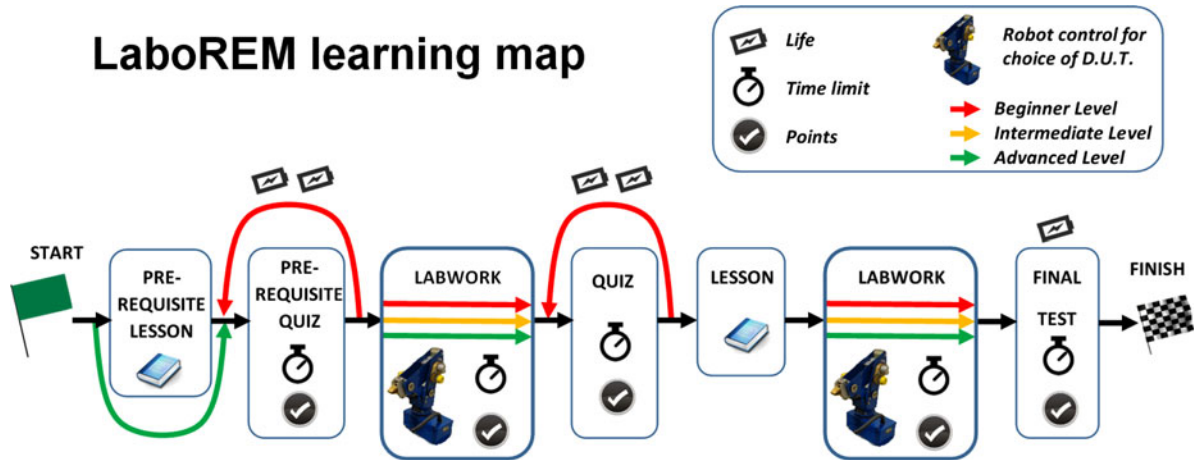 LaboREM learning map
Life
Time limit
Points
Robot control for
choice of D.U.T.
Beginner Level
Intermediate Level
Advanced Level
START
PRE-
REQUISITE
LESSON
PRE-
REQUISITE
QUIZ
LABWORK
QUIZ
LESSON
LABWORK
FINAL
TEST
FINISH